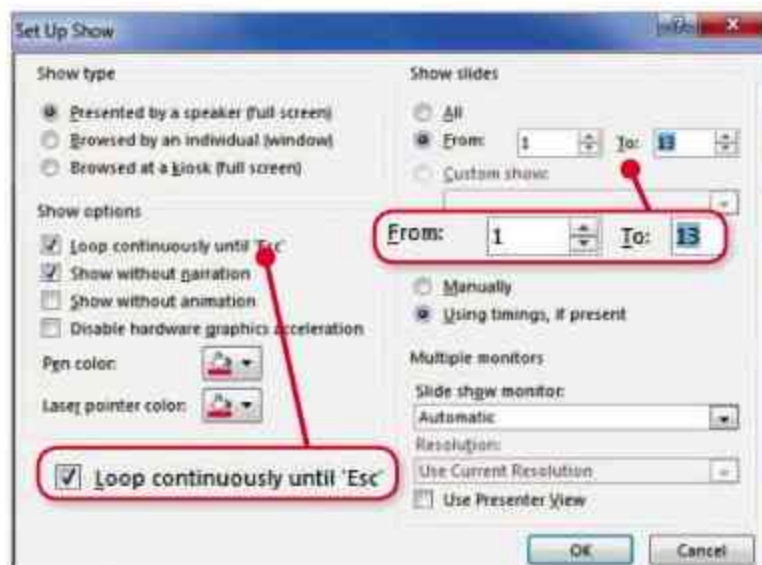 Set Up Show
Show type
Presented by a speaker (full screen)
Browsed by an individual (window)
Browsed at a kiosk (full screen)
Show options
Loop continuously until 'Esc'
Show without narration
Show without animation
Disable hardware graphics acceleration
Pen color:
Laser pointer color:
Loop continuously until 'Esc'
Show slides
All
From: 1 To: 13
Custom show:
From: 1 To: 13
Manually
Using timings, if present
Multiple monitors
Slide show monitor:
Automatic
Resolution:
Use Current Resolution
Use Presenter View
OK Cancel